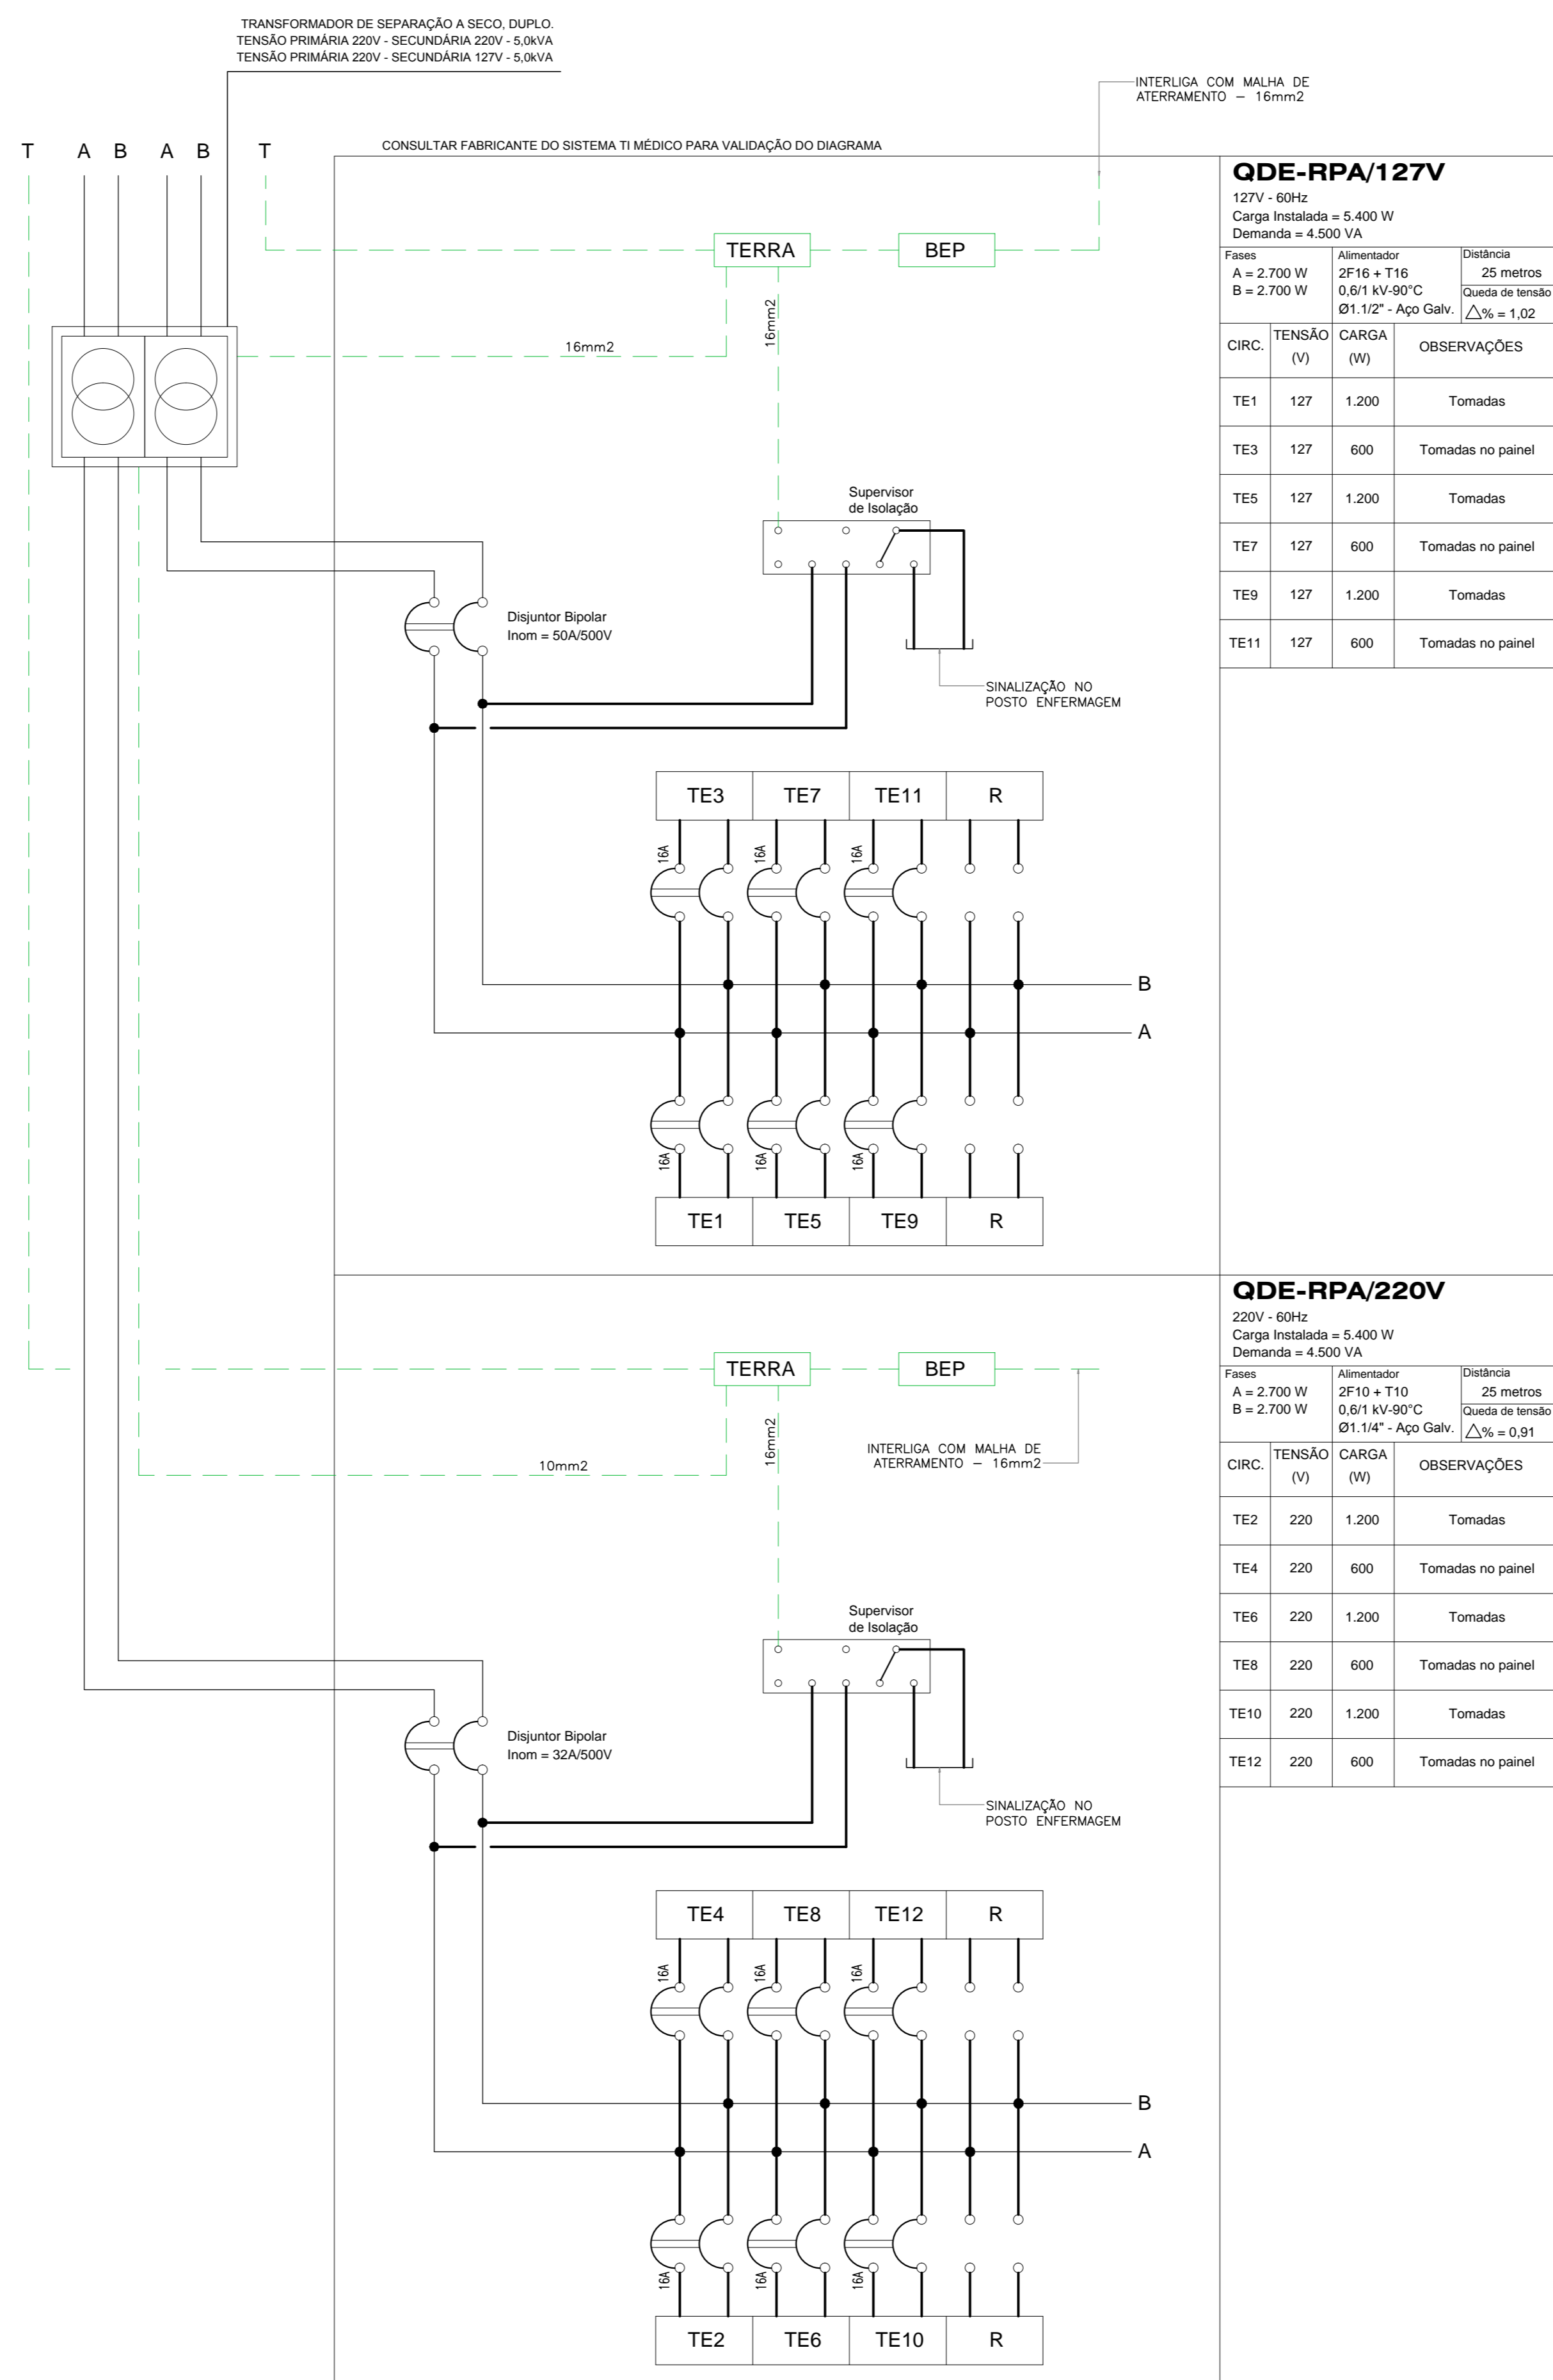 TRANSFORMADOR DE SEPARAÇÃO A SECO, DUPLO.
TENSÃO PRIMÁRIA 220V - SECUNDÁRIA 220V - 5,0kVA
TENSÃO PRIMÁRIA 220V - SECUNDÁRIA 127V - 5,0kVA
INTERLIGA COM MALHA DE
ATERRAMENTO – 16mm2
CONSULTAR FABRICANTE DO SISTEMA TI MÉDICO PARA VALIDAÇÃO DO DIAGRAMA
T A B A B T
TERRA BEP
16mm2
16mm2
Supervisor
de Isolação
Disjuntor Bipolar
Inom = 50A/500V
SINALIZAÇÃO NO
POSTO ENFERMAGEM
TE3 TE7 TE11 R
16A 16A 16A
B
A
16A 16A 16A
TE1 TE5 TE9 R
QDE-RPA/127V
127V - 60Hz
Carga Instalada = 5.400 W
Demanda = 4.500 VA
Fases Alimentador Distância
A = 2.700 W 2F16 + T16 25 metros
B = 2.700 W 0,6/1 kV-90°C Queda de tensão
Ø1.1/2" - Aço Galv. △% = 1,02
CIRC. TENSÃO (V) CARGA (W) OBSERVAÇÕES
TE1 127 1.200 Tomadas
TE3 127 600 Tomadas no painel
TE5 127 1.200 Tomadas
TE7 127 600 Tomadas no painel
TE9 127 1.200 Tomadas
TE11 127 600 Tomadas no painel
TERRA BEP
16mm2
INTERLIGA COM MALHA DE
ATERRAMENTO – 16mm2
10mm2
Supervisor
de Isolação
Disjuntor Bipolar
Inom = 32A/500V
SINALIZAÇÃO NO
POSTO ENFERMAGEM
TE4 TE8 TE12 R
16A 16A 16A
B
A
16A 16A 16A
TE2 TE6 TE10 R
QDE-RPA/220V
220V - 60Hz
Carga Instalada = 5.400 W
Demanda = 4.500 VA
Fases Alimentador Distância
A = 2.700 W 2F10 + T10 25 metros
B = 2.700 W 0,6/1 kV-90°C Queda de tensão
Ø1.1/4" - Aço Galv. △% = 0,91
CIRC. TENSÃO (V) CARGA (W) OBSERVAÇÕES
TE2 220 1.200 Tomadas
TE4 220 600 Tomadas no painel
TE6 220 1.200 Tomadas
TE8 220 600 Tomadas no painel
TE10 220 1.200 Tomadas
TE12 220 600 Tomadas no painel